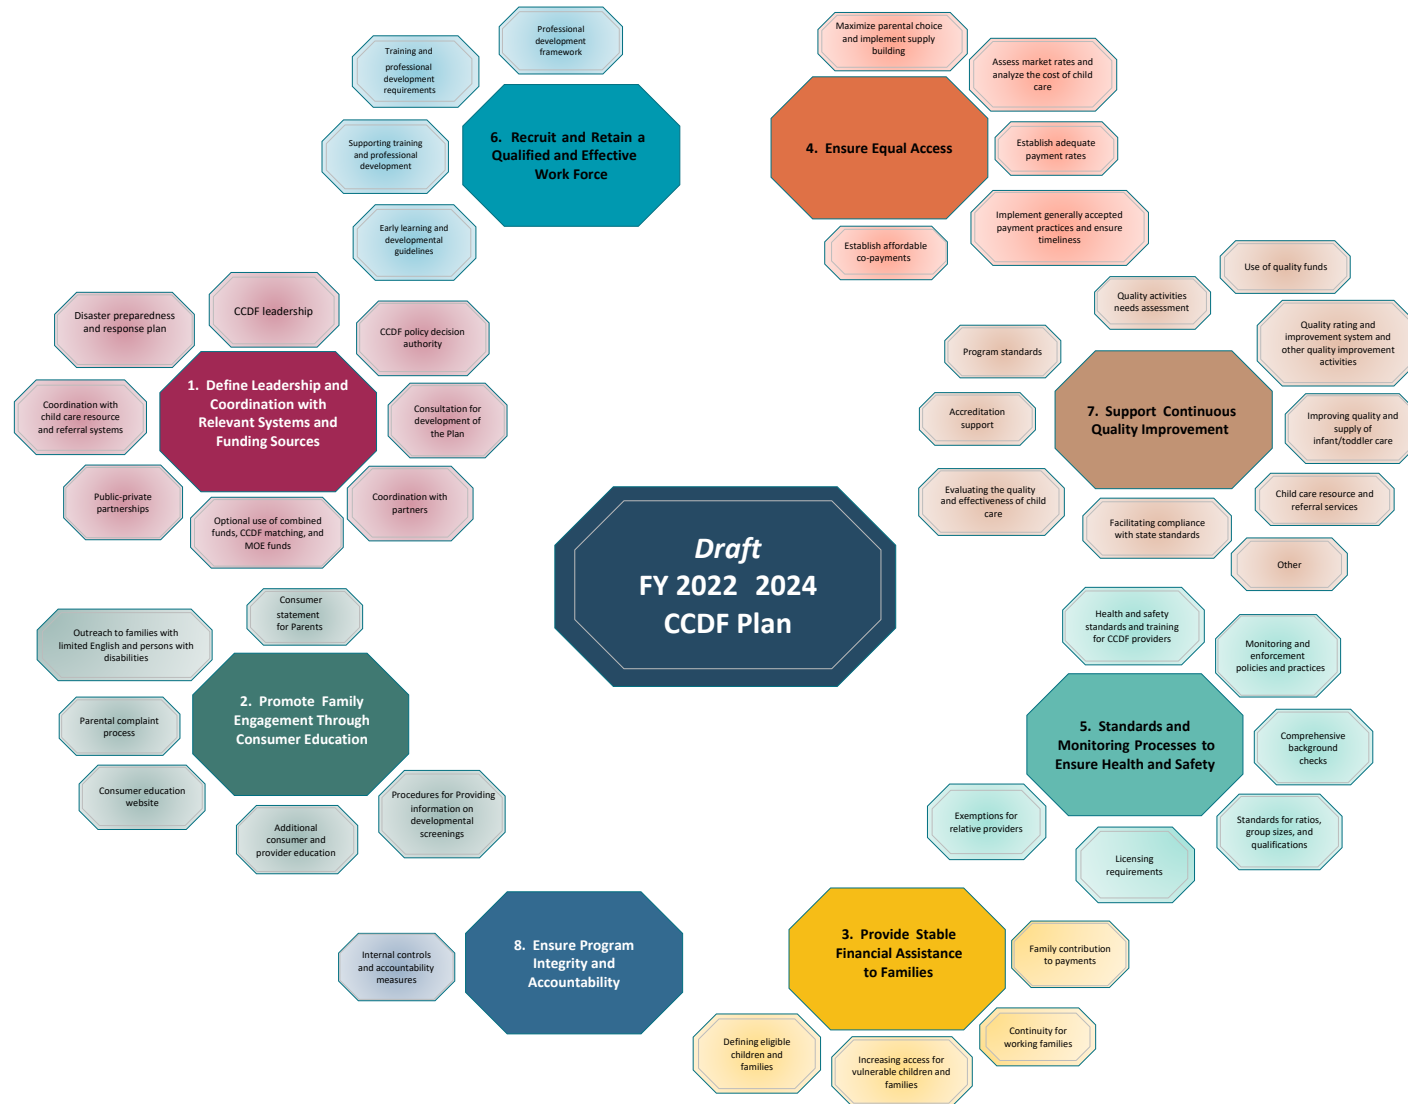 Professional
development
framework
Training and
professional
development
requirements
Supporting training
and professional
development
Early learning and
developmental
guidelines
6. Recruit and Retain a
Qualified and Effective
Work Force
Maximize parental choice
and implement supply
building
Assess market rates and
analyze the cost of child
care
Establish adequate
payment rates
Implement generally accepted
payment practices and ensure
timeliness
Establish affordable
co-payments
4. Ensure Equal Access
Disaster preparedness
and response plan
CCDF leadership
CCDF policy decision
authority
Coordination with
child care resource
and referral systems
1. Define Leadership and
Coordination with
Relevant Systems and
Funding Sources
Consultation for
development of
the Plan
Public-private
partnerships
Optional use of combined
funds, CCDF matching, and
MOE funds
Coordination with
partners
Use of quality funds
Quality activities
needs assessment
Program standards
Quality rating and
improvement system and
other quality improvement
activities
Accreditation
support
7. Support Continuous
Quality Improvement
Improving quality and
supply of
infant/toddler care
Evaluating the quality
and effectiveness of child
care
Facilitating compliance
with state standards
Child care resource and
referral services
Other
Draft
FY 2022 2024
CCDF Plan
Consumer
statement
for Parents
Outreach to families with
limited English and persons with
disabilities
Parental complaint
process
2. Promote Family
Engagement Through
Consumer Education
Consumer education
website
Additional
consumer and
provider education
Procedures for Providing
information on
developmental
screenings
Health and safety
standards and training
for CCDF providers
Monitoring and
enforcement
policies and practices
5. Standards and
Monitoring Processes to
Ensure Health and Safety
Comprehensive
background
checks
Exemptions for
relative providers
Licensing
requirements
Standards for ratios,
group sizes, and
qualifications
Internal controls
and accountability
measures
8. Ensure Program
Integrity and
Accountability
3. Provide Stable
Financial Assistance
to Families
Family contribution
to payments
Defining eligible
children and
families
Increasing access for
vulnerable children and
families
Continuity for
working families